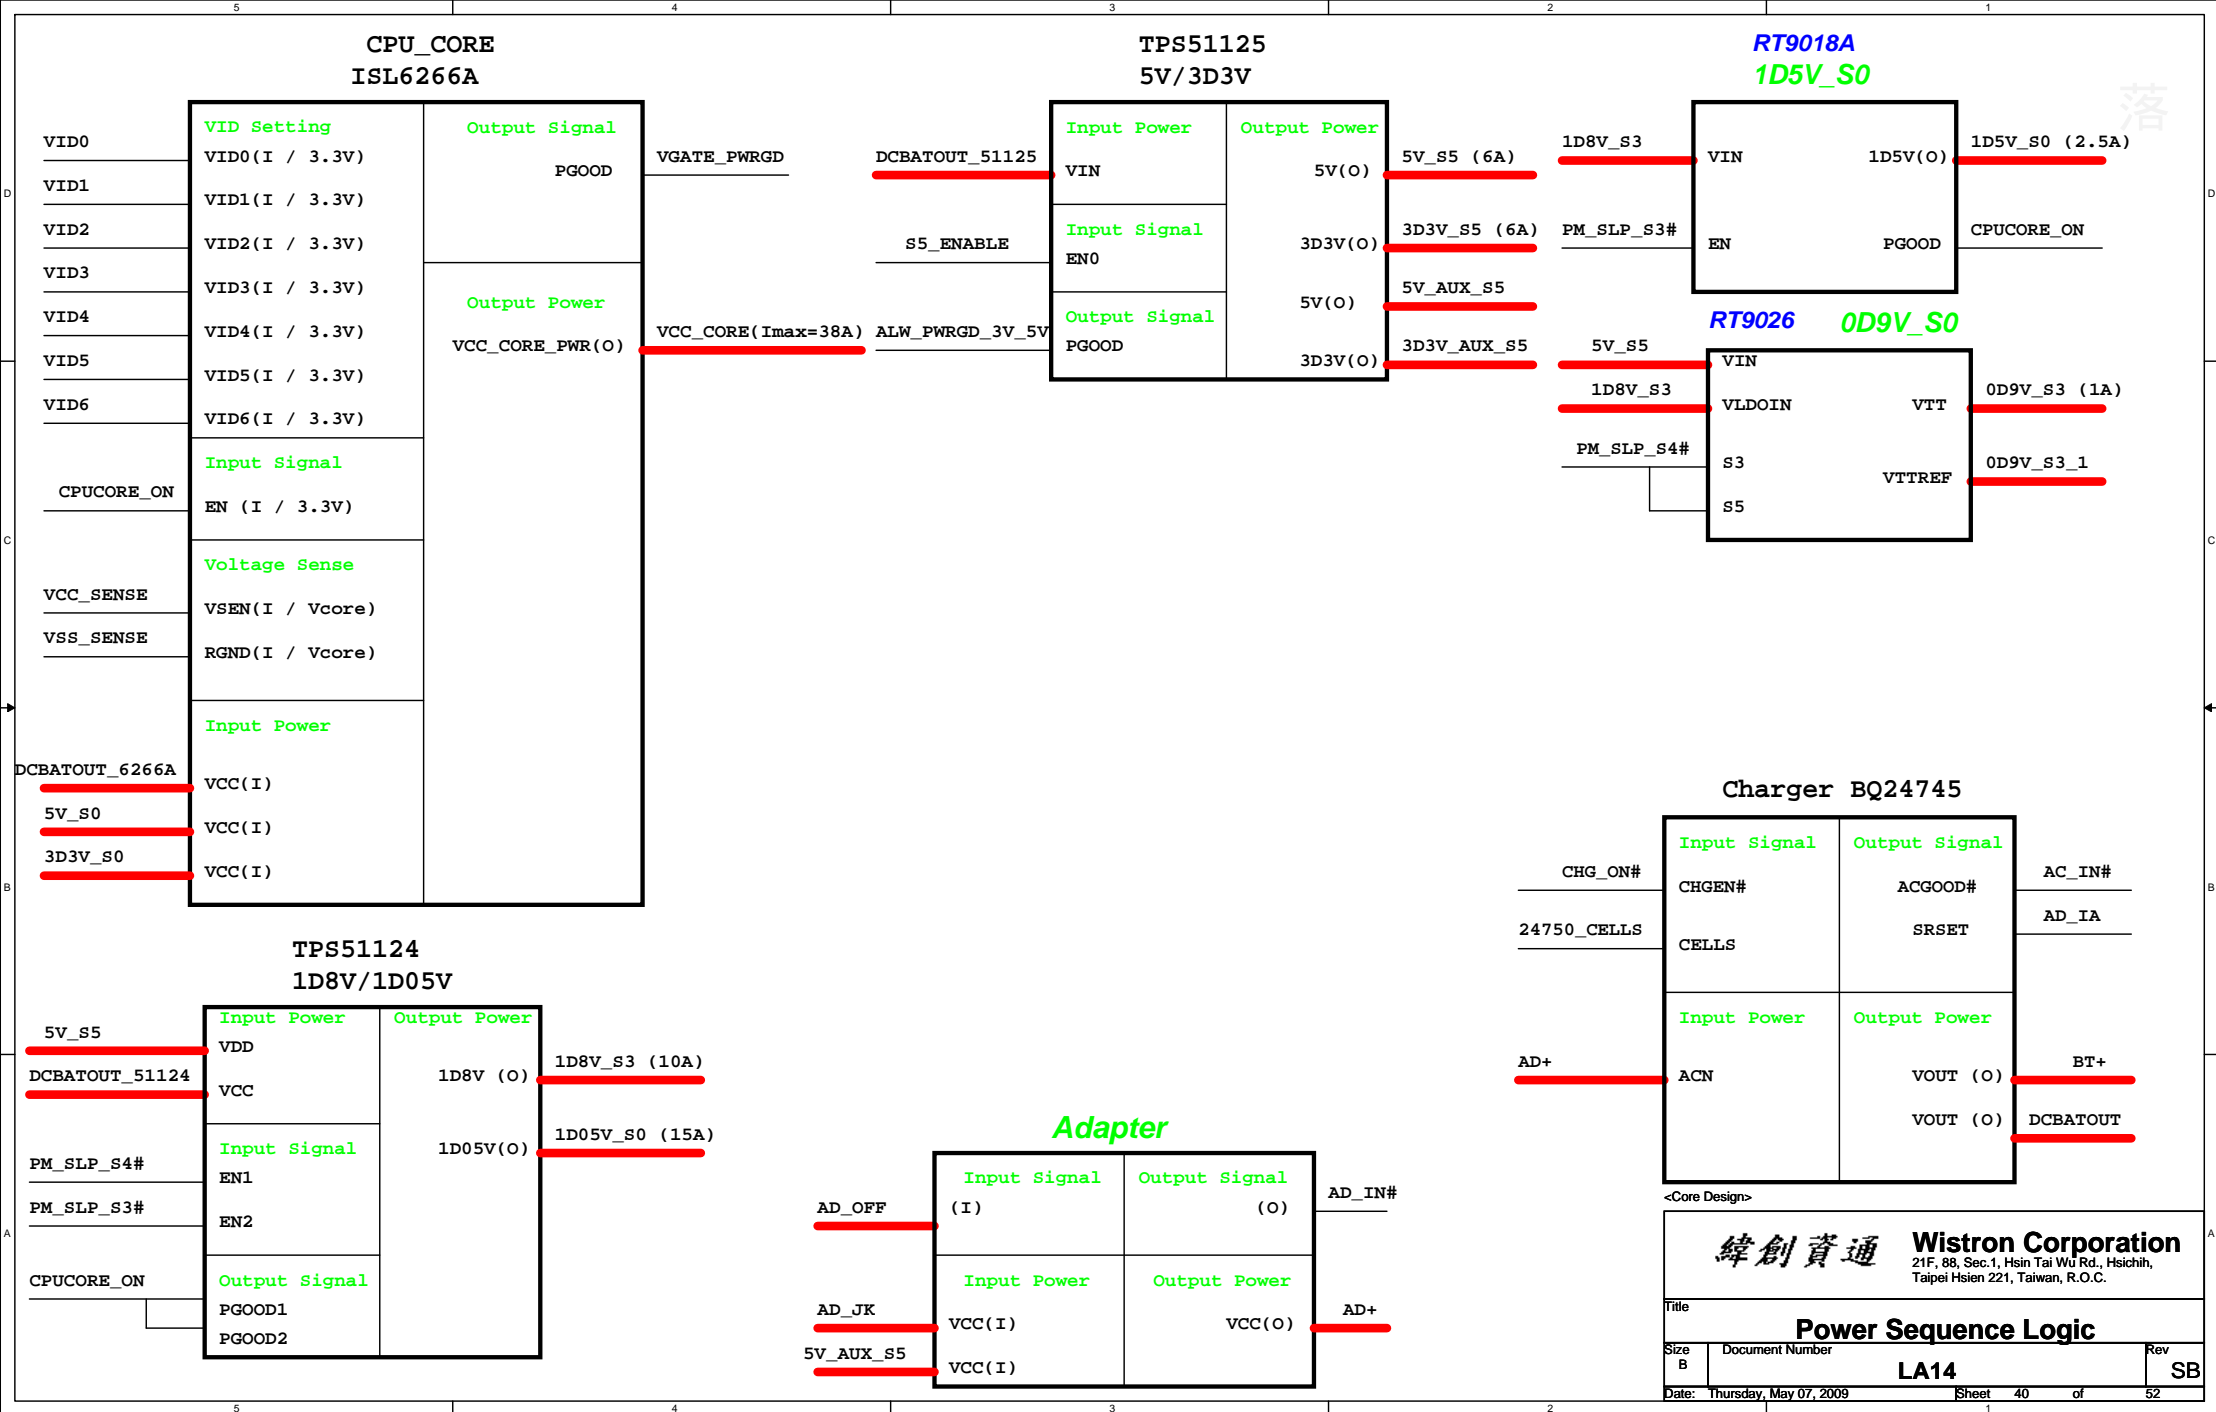 5 4 3 2 1
CPU_CORE
ISL6266A
VID0
VID1
VID2
VID3
VID4
VID5
VID6
CPUCORE_ON
VCC_SENSE
VSS_SENSE
DCBATOUT_6266A
5V_S0
3D3V_S0
VID Setting
VID0(I / 3.3V)
VID1(I / 3.3V)
VID2(I / 3.3V)
VID3(I / 3.3V)
VID4(I / 3.3V)
VID5(I / 3.3V)
VID6(I / 3.3V)
Input Signal
EN (I / 3.3V)
Voltage Sense
VSEN(I / Vcore)
RGND(I / Vcore)
Input Power
VCC(I)
VCC(I)
VCC(I)
Output Signal
PGOOD
Output Power
VCC_CORE_PWR(O)
VGATE_PWRGD
VCC_CORE(Imax=38A)
TPS51125
5V/3D3V
DCBATOUT_51125
S5_ENABLE
ALW_PWRGD_3V_5V
Input Power
VIN
Input Signal
EN0
Output Signal
PGOOD
Output Power
5V(O)
3D3V(O)
5V(O)
3D3V(O)
5V_S5 (6A)
3D3V_S5 (6A)
5V_AUX_S5
3D3V_AUX_S5
RT9018A
1D5V_S0
落
1D8V_S3
PM_SLP_S3#
VIN
EN
1D5V(O)
PGOOD
1D5V_S0 (2.5A)
CPUCORE_ON
RT9026 0D9V_S0
5V_S5
1D8V_S3
PM_SLP_S4#
VIN
VLDOIN
S3
S5
VTT
VTTREF
0D9V_S3 (1A)
0D9V_S3_1
TPS51124
1D8V/1D05V
5V_S5
DCBATOUT_51124
PM_SLP_S4#
PM_SLP_S3#
CPUCORE_ON
Input Power
VDD
VCC
Input Signal
EN1
EN2
Output Signal
PGOOD1
PGOOD2
Output Power
1D8V (O)
1D05V(O)
1D8V_S3 (10A)
1D05V_S0 (15A)
Adapter
AD_OFF
AD_JK
5V_AUX_S5
Input Signal
(I)
Input Power
VCC(I)
VCC(I)
Output Signal
(O)
Output Power
VCC(O)
AD_IN#
AD+
Charger BQ24745
CHG_ON#
24750_CELLS
AD+
Input Signal
CHGEN#
CELLS
Input Power
ACN
Output Signal
ACGOOD#
SRSET
Output Power
VOUT (O)
VOUT (O)
AC_IN#
AD_IA
BT+
DCBATOUT
<Core Design>
緯創資通
Wistron Corporation
21F, 88, Sec.1, Hsin Tai Wu Rd., Hsichih,
Taipei Hsien 221, Taiwan, R.O.C.
Title
Power Sequence Logic
Size
B
Document Number
LA14
Rev
SB
Date: Thursday, May 07, 2009
Sheet 40 of 52
D D
C C
B B
A A
5 4 3 2 1